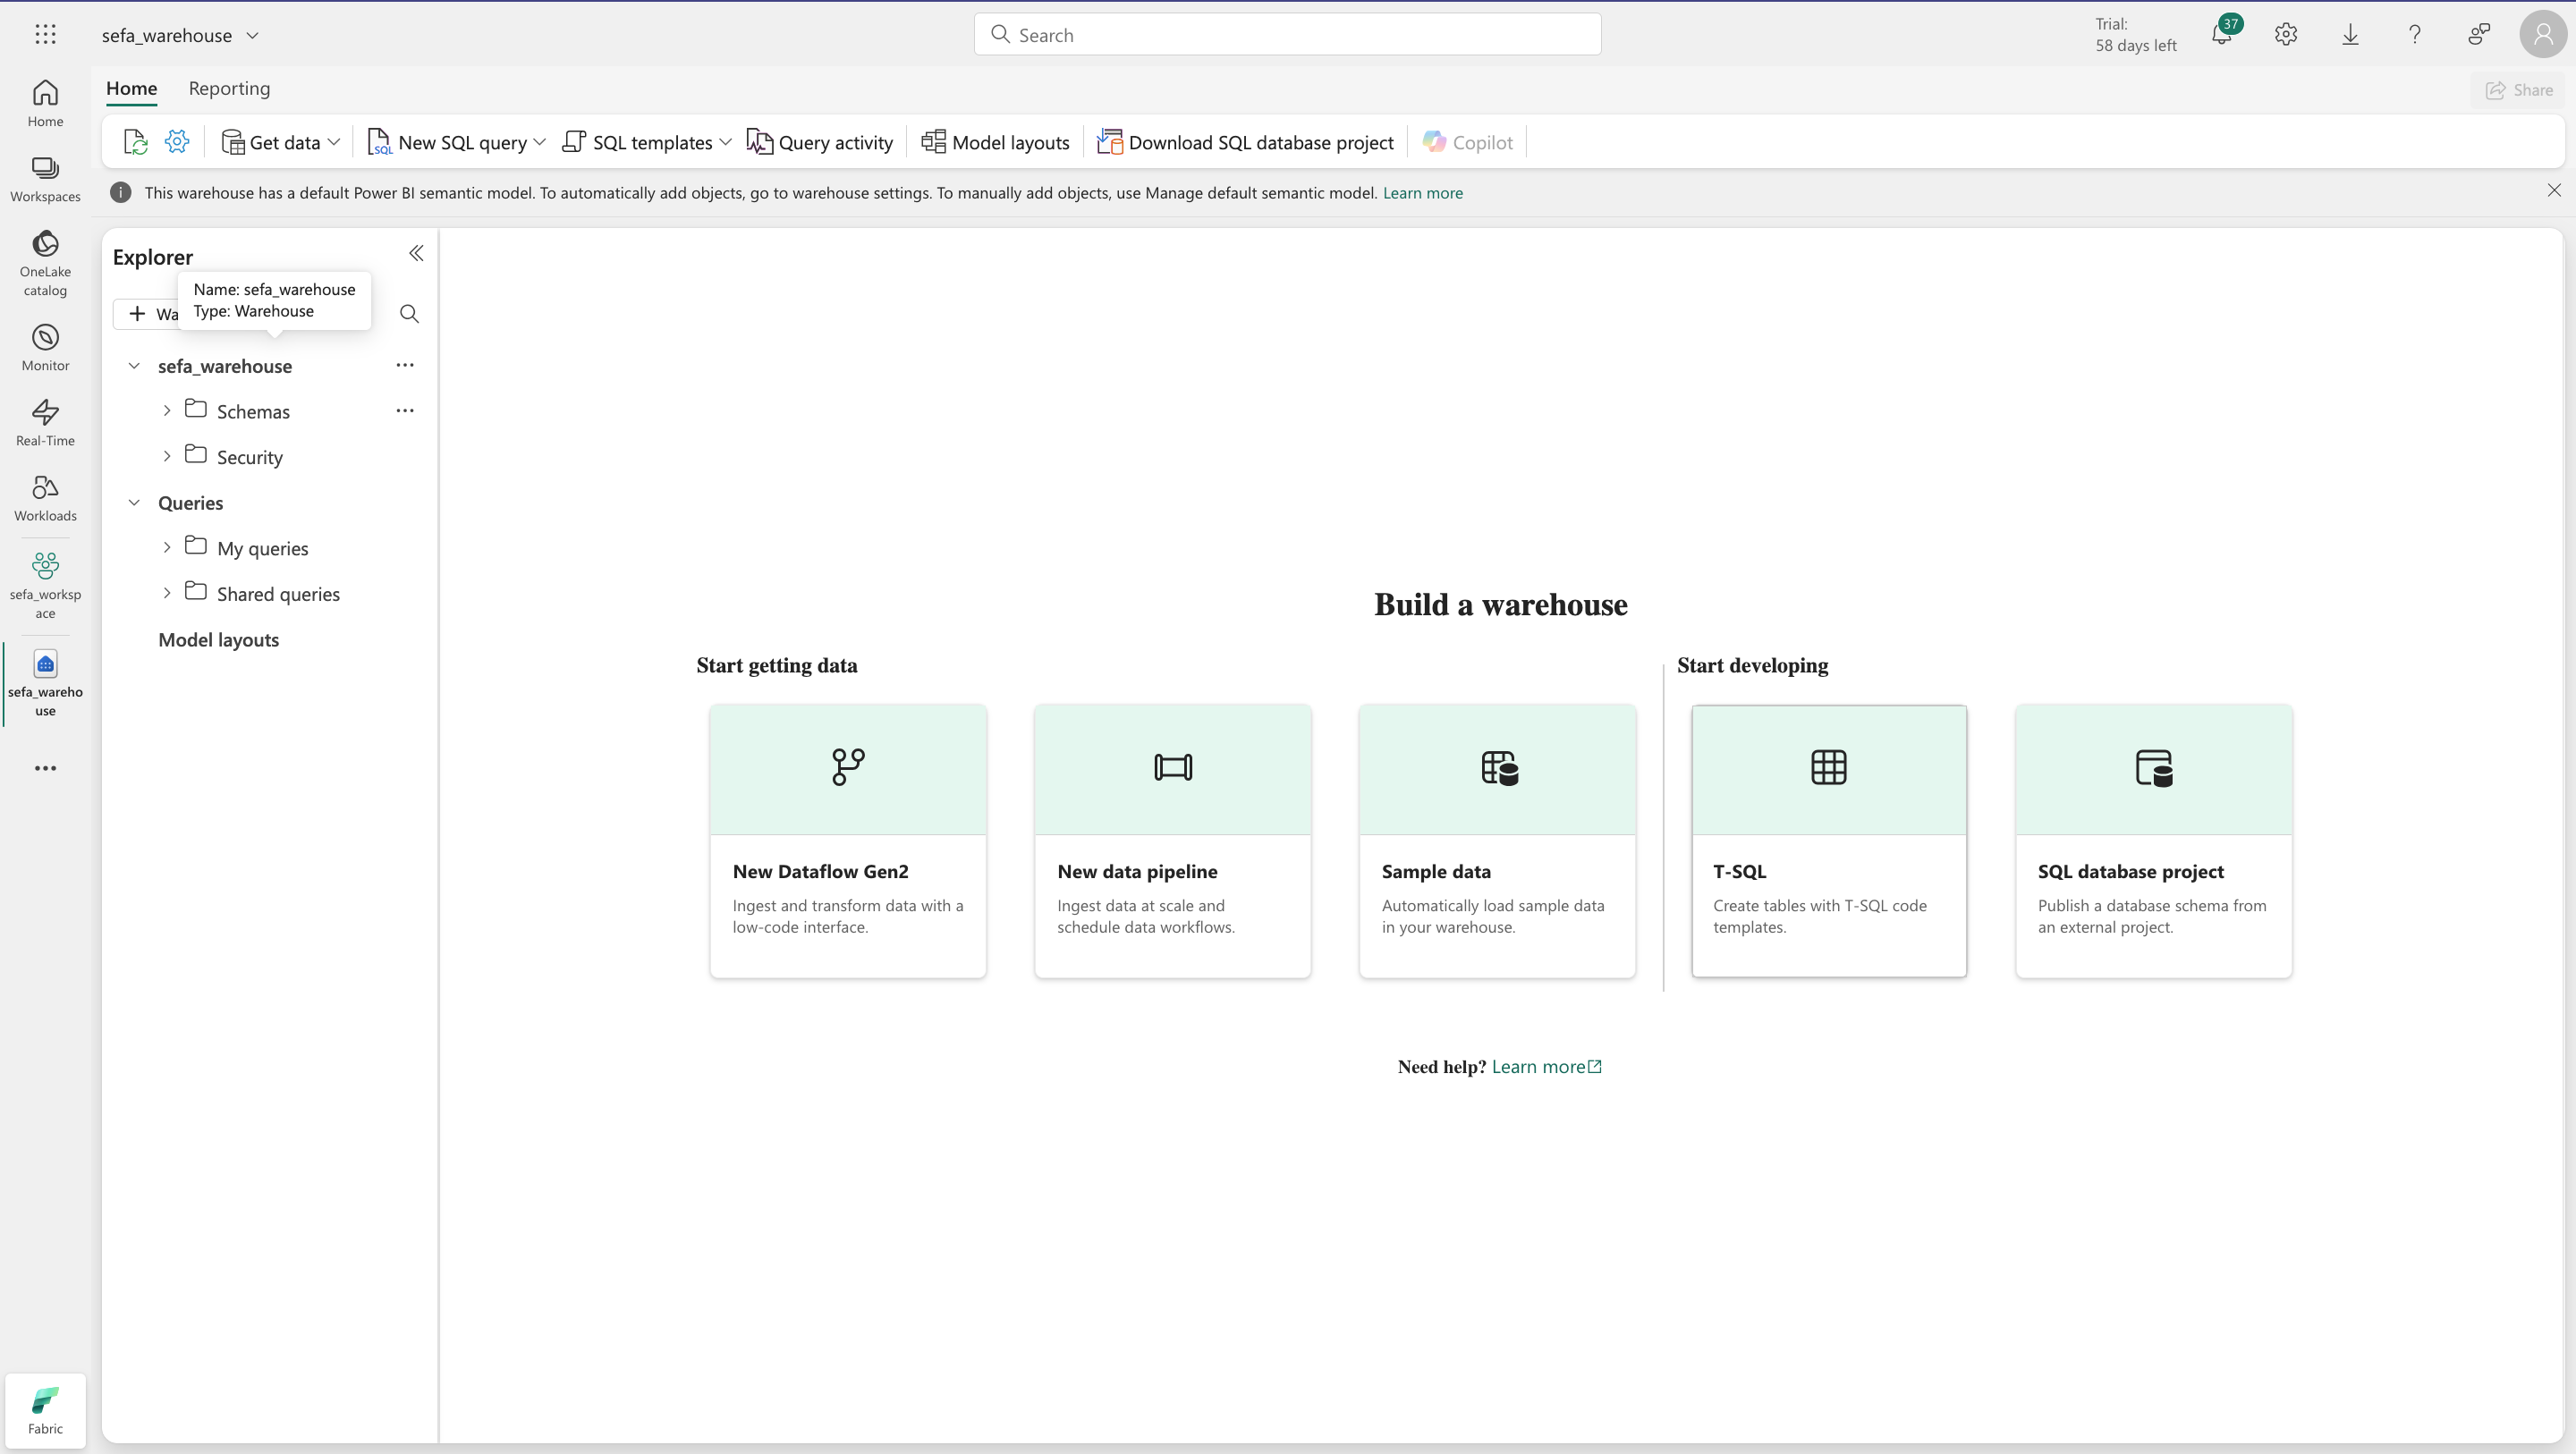 sefa_warehouse
Search
Trial:
58 days left
37
Home
Reporting
Share
Get data
New SQL query
SQL templates
Query activity
Model layouts
Download SQL database project
Copilot
This warehouse has a default Power BI semantic model. To automatically add objects, go to warehouse settings. To manually add objects, use Manage default semantic model. Learn more
Home
Workspaces
OneLake
catalog
Monitor
Real-Time
Workloads
sefa_worksp
ace
sefa_wareho
use
Fabric
Explorer
Name: sefa_warehouse
Type: Warehouse
+ Wa
sefa_warehouse
Schemas
Security
Queries
My queries
Shared queries
Model layouts
Build a warehouse
Start getting data
New Dataflow Gen2
Ingest and transform data with a
low-code interface.
New data pipeline
Ingest data at scale and
schedule data workflows.
Sample data
Automatically load sample data
in your warehouse.
Start developing
T-SQL
Create tables with T-SQL code
templates.
SQL database project
Publish a database schema from
an external project.
Need help? Learn more